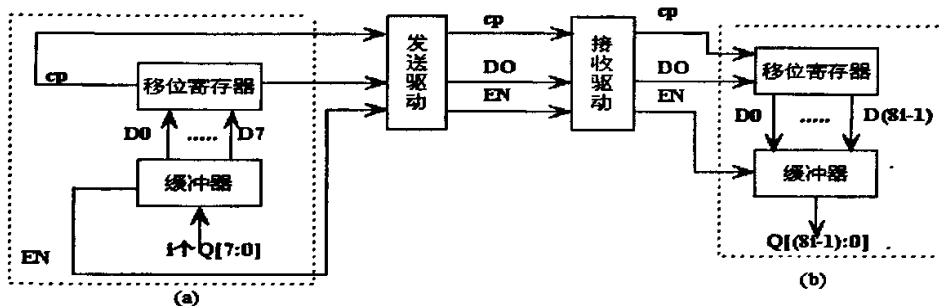 cp
移位寄存器
D0 ..... D7
缓冲器
i个 Q[7:0]
EN
(a)
发送驱动
cp
DO
EN
接收驱动
cp
DO
EN
移位寄存器
D0 ..... D(8i-1)
缓冲器
Q[(8i-1):0]
(b)